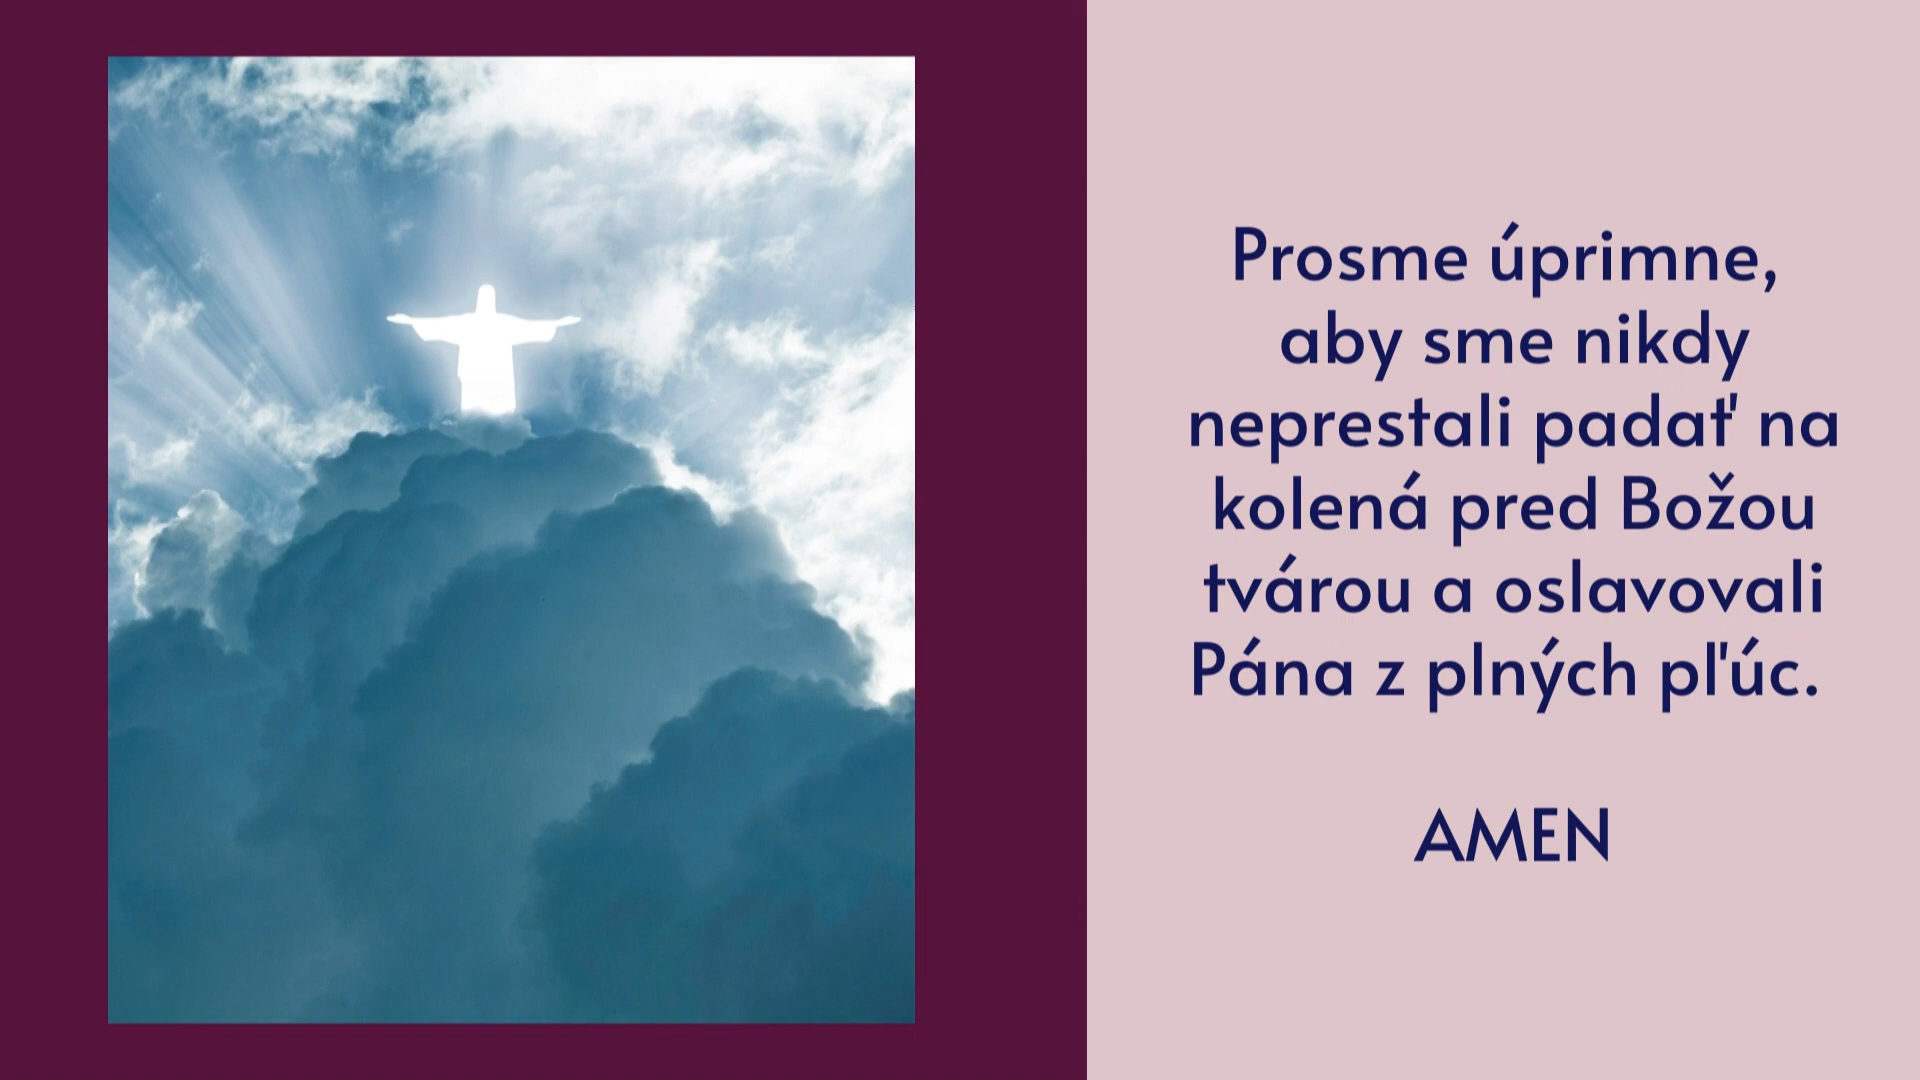 Prosme úprimne,
aby sme nikdy
neprestali padať na
kolená pred Božou
tvárou a oslavovali
Pána z plných pľúc.
AMEN